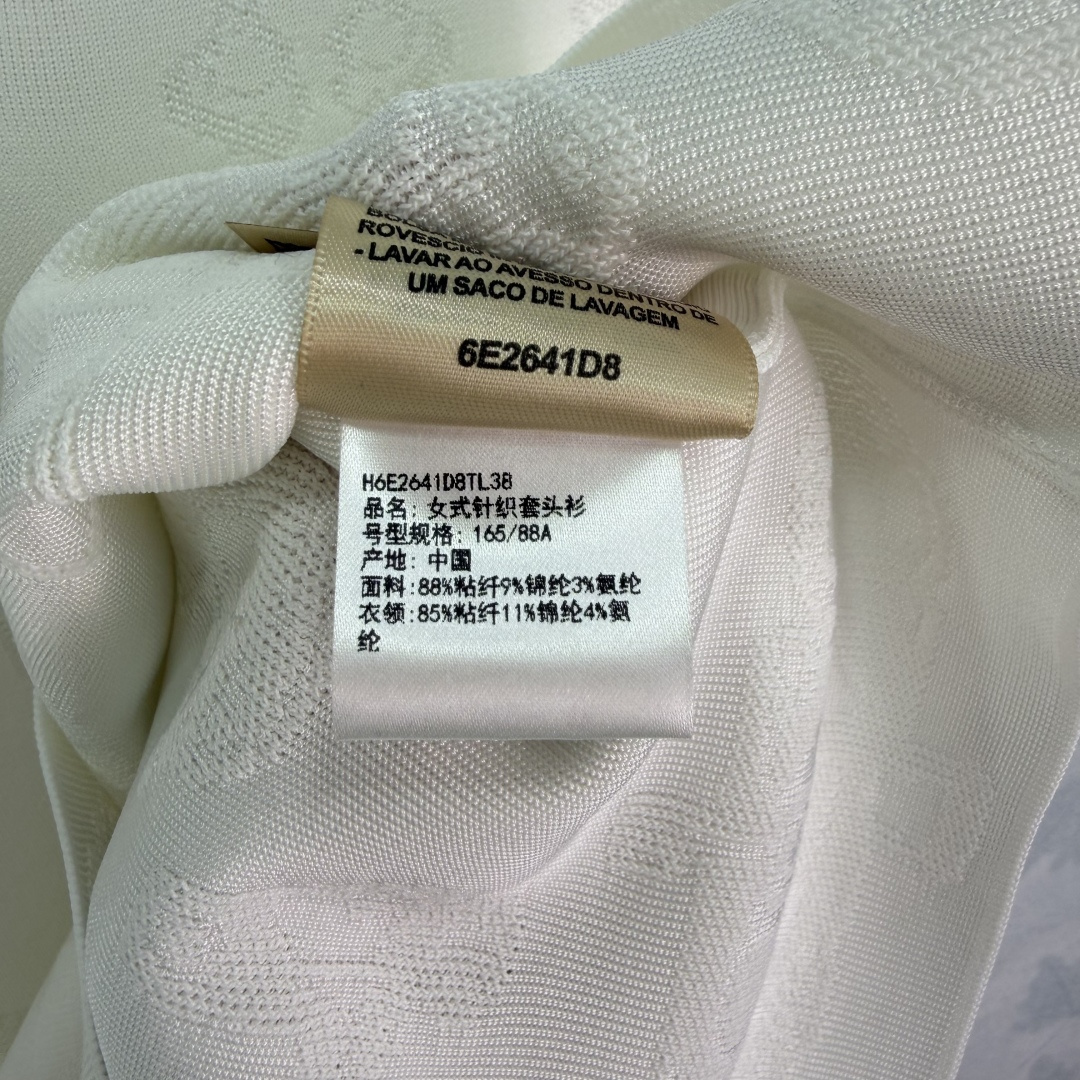 ROVESCIO
- LAVAR AO AVESSO DENTRO DE
UM SACO DE LAVAGEM
6E2641D8
H6E2641D8TL38
品名: 女式针织套头衫
号型规格: 165/88A
产地: 中国
面料:88%粘纤9%锦纶3%氨纶
衣领:85%粘纤11%锦纶4%氨
纶